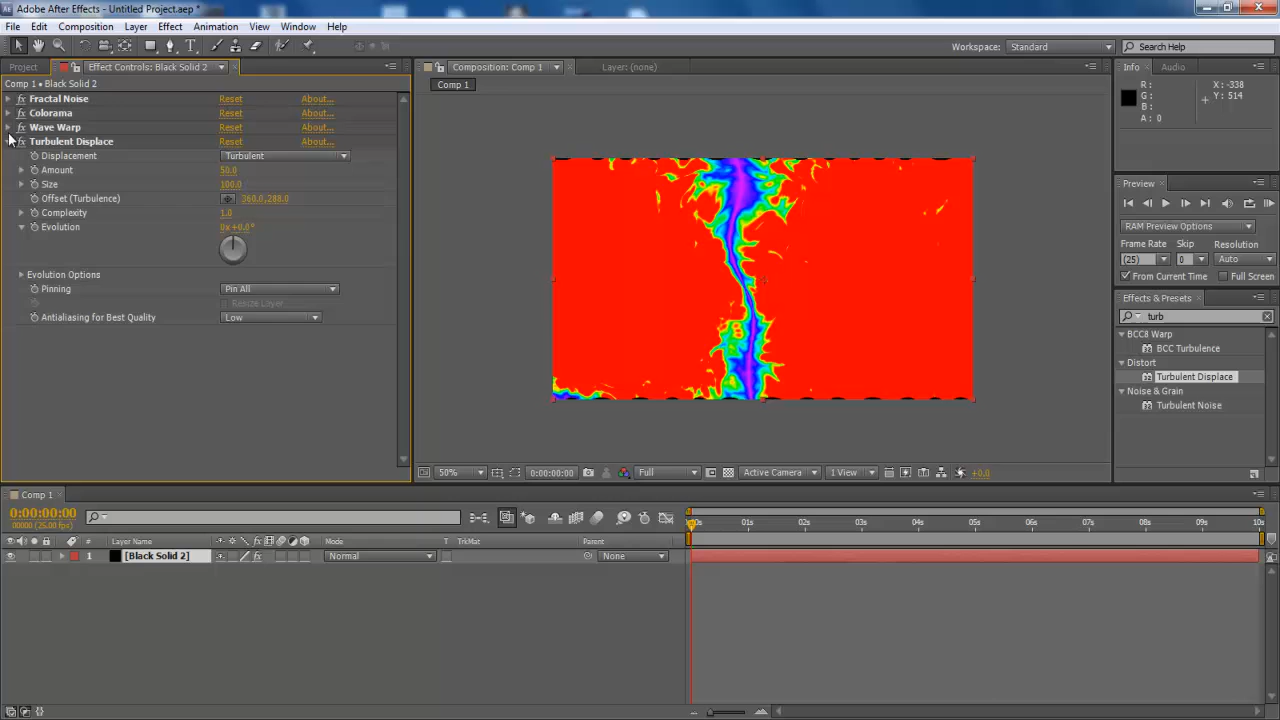 Adobe After Effects - Untitled Project.aep *
File Edit Composition Layer Effect Animation View Window Help
Workspace: Standard Search Help
Project Effect Controls: Black Solid 2 Composition: Comp 1 Layer: (none) Info Audio
Comp 1 • Black Solid 2 Comp 1
R : X : -338
G : Y : 514
B :
A : 0
Fractal Noise Reset About...
Colorama Reset About...
Wave Warp Reset About...
Turbulent Displace Reset About...
Displacement Turbulent
Amount 50.0
Size 100.0
Offset (Turbulence) 360.0,288.0
Complexity 1.0
Evolution 0x+0.0°
Evolution Options
Pinning Pin All
Resize Layer
Antialiasing for Best Quality Low
Preview
RAM Preview Options
Frame Rate Skip Resolution
(25) 0 Auto
From Current Time Full Screen
Effects & Presets
turb
BCC8 Warp
BCC Turbulence
Distort
Turbulent Displace
Noise & Grain
Turbulent Noise
50% 0:00:00:00 Full Active Camera 1 View +0.0
Comp 1
0:00:00:00
00000 (25.00 fps)
01s 02s 03s 04s 05s 06s 07s 08s 09s 10s
# Layer Name Mode T TrkMat Parent
1 [Black Solid 2] Normal None